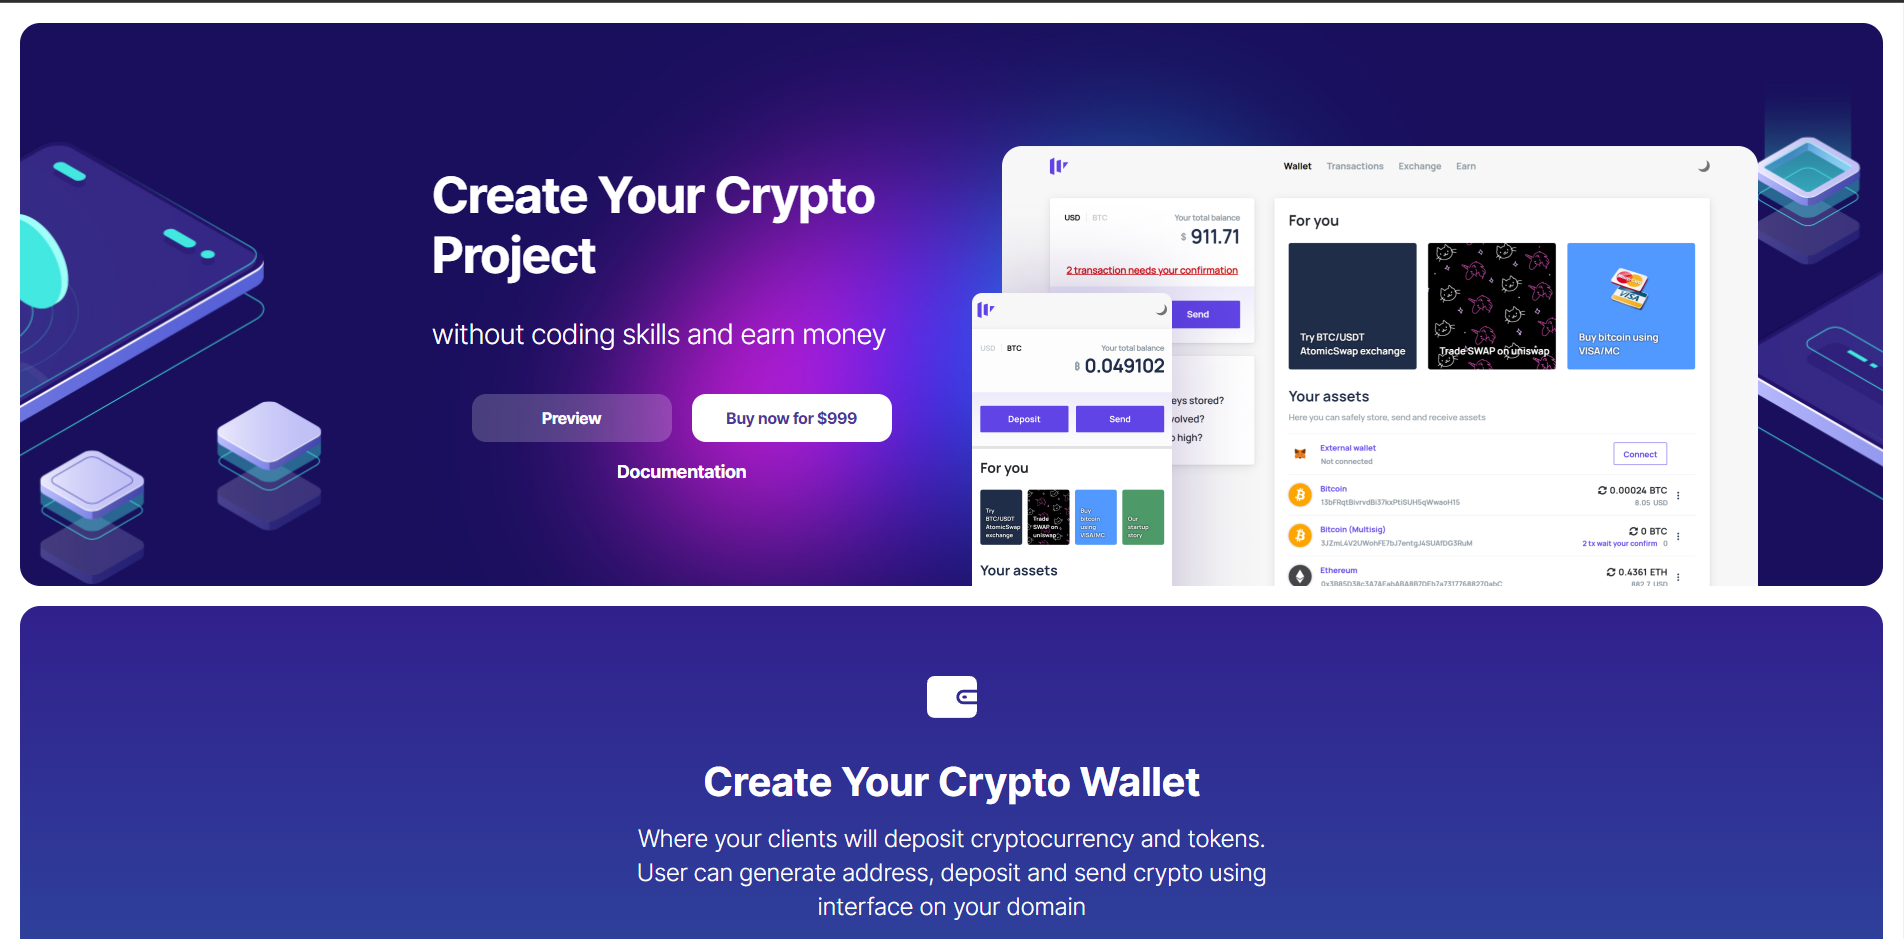 Create Your Crypto
Project
without coding skills and earn money
Preview
Buy now for $999
Documentation
Wallet Transactions Exchange Earn
USD BTC Your total balance
$ 911.71
2 transaction needs your confirmation
Send
eys stored?
volved?
o high?
USD BTC Your total balance
0.049102
Deposit Send
For you
Try
BTC/USDT
AtomicSwap
exchange
Trade
SWAP on
uniswap
Buy
bitcoin
using
VISA/MC
Our
startup
story
Your assets
For you
Try BTC/USDT
AtomicSwap exchange
Trade SWAP on uniswap
VISA
Buy bitcoin using
VISA/MC
Your assets
Here you can safely store, send and receive assets
External wallet
Not connected
Connect
Bitcoin
0.00024 BTC
8.05 USD
Bitcoin (Multisig)
0 BTC
2 tx wait your confirm 0
Ethereum
0.4361 ETH
882.7 USD
Create Your Crypto Wallet
Where your clients will deposit cryptocurrency and tokens.
User can generate address, deposit and send crypto using
interface on your domain